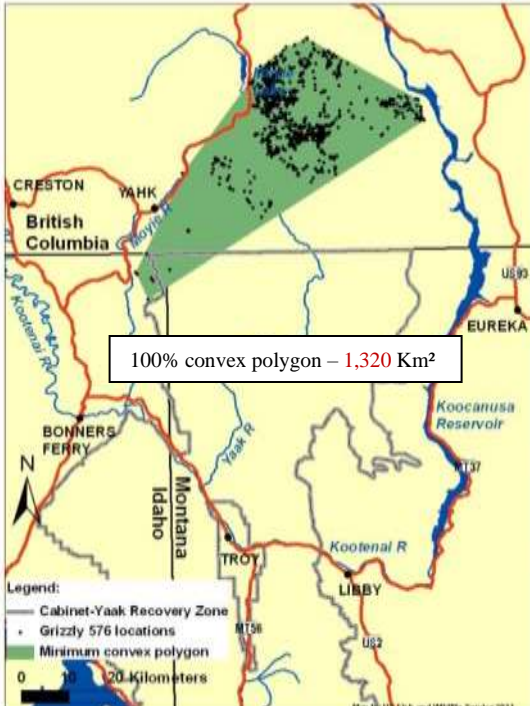 CRESTON
YAHK
British
Columbia
Moyie R
Kootenai R
US93
EUREKA
100% convex polygon – 1,320 Km²
Koocanusa
Reservoir
BONNERS
FERRY
Yaak R
MT37
N
Montana
Idaho
TROY
Kootenai R
LIBBY
Legend:
Cabinet-Yaak Recovery Zone
Grizzly 576 locations
Minimum convex polygon
MT56
US2
0 10 20 Kilometers